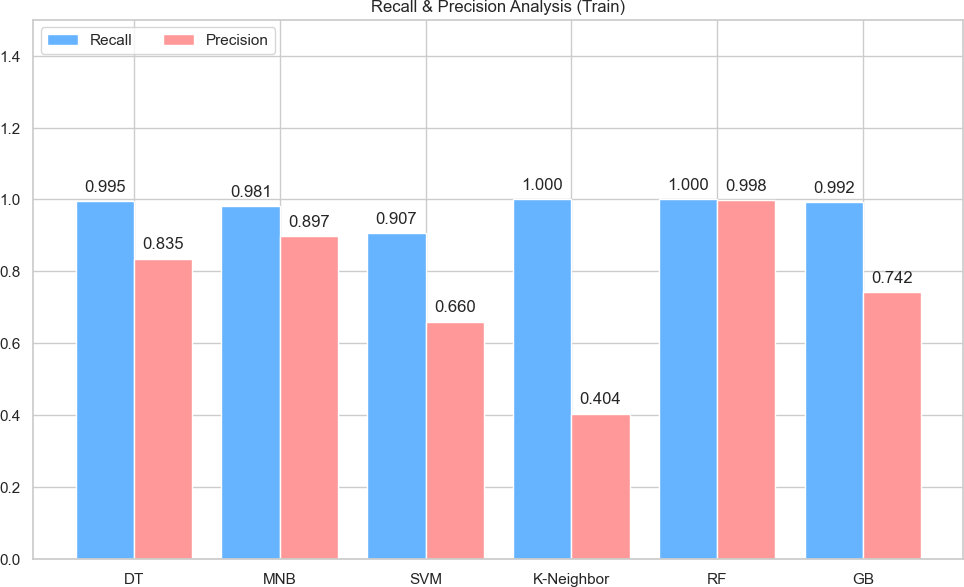 Recall & Precision Analysis (Train)
Recall Precision
1.4
1.2
1.0
0.8
0.6
0.4
0.2
0.0
0.995 0.835 0.981 0.897 0.907 0.660 1.000 0.404 1.000 0.998 0.992 0.742
DT MNB SVM K-Neighbor RF GB